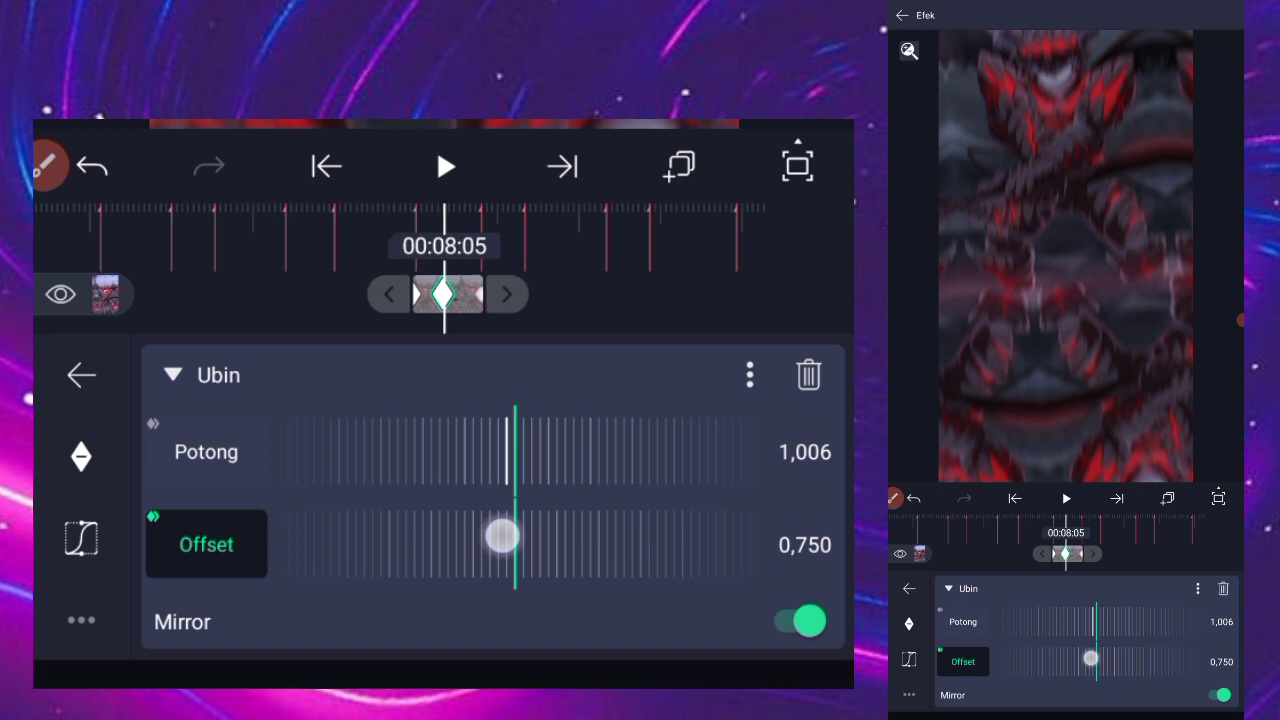 00:08:05
Ubin
Potong
1,006
Offset
0,750
Mirror
Efek
00:08:05
Ubin
Potong
1,006
Offset
0,750
Mirror